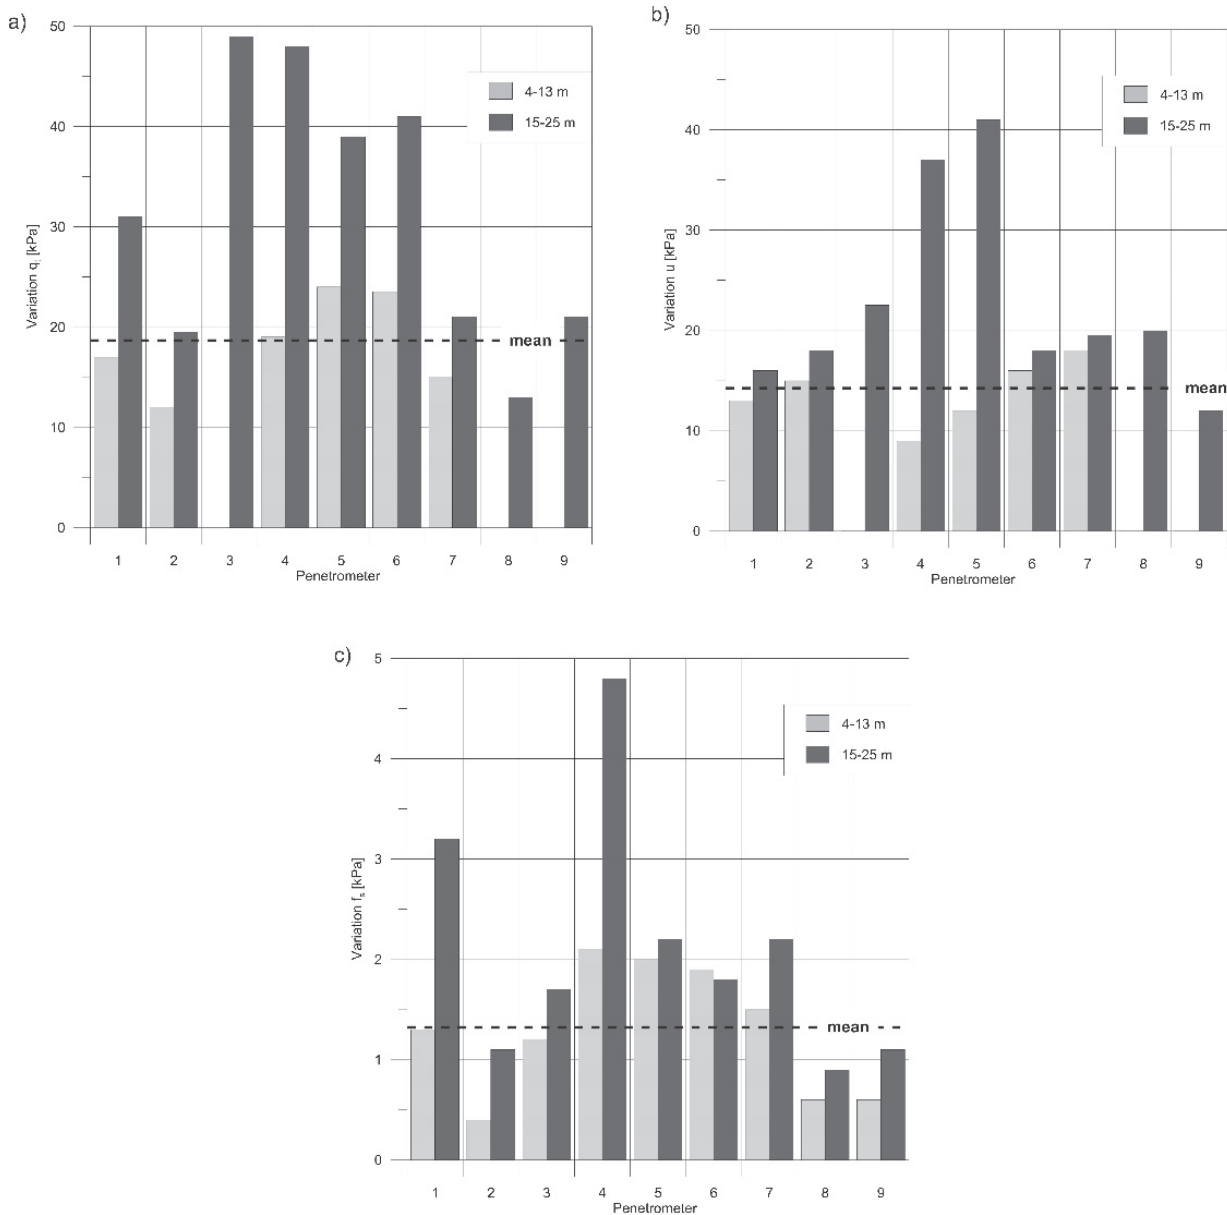 a)
50
40
30
20
10
0
Variation qt [kPa]
4-13 m
15-25 m
mean
1 2 3 4 5 6 7 8 9
Penetrometer
b)
50
40
30
20
10
0
Variation u [kPa]
4-13 m
15-25 m
mean
1 2 3 4 5 6 7 8 9
Penetrometer
c)
5
4
3
2
1
0
Variation fs [kPa]
4-13 m
15-25 m
mean
1 2 3 4 5 6 7 8 9
Penetrometer